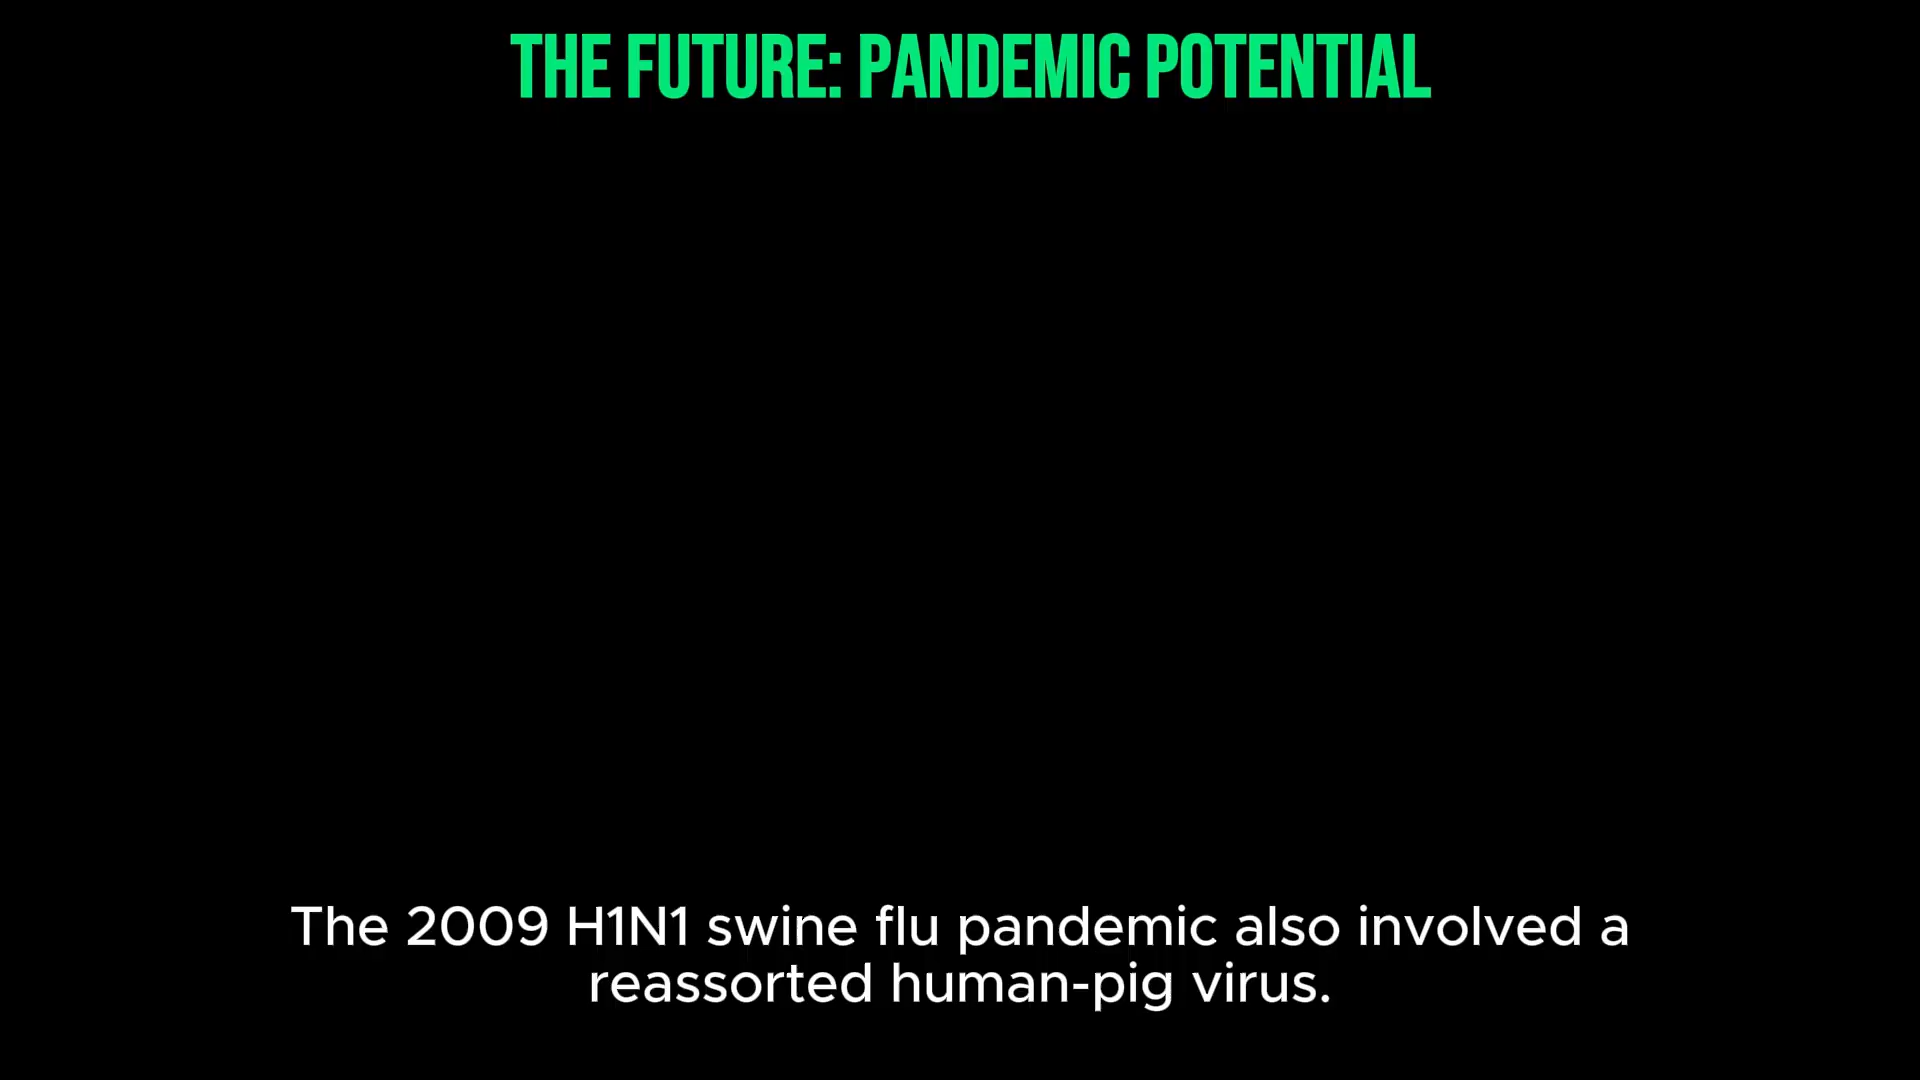 THE FUTURE: PANDEMIC POTENTIAL
The 2009 H1N1 swine flu pandemic also involved a
reassorted human-pig virus.